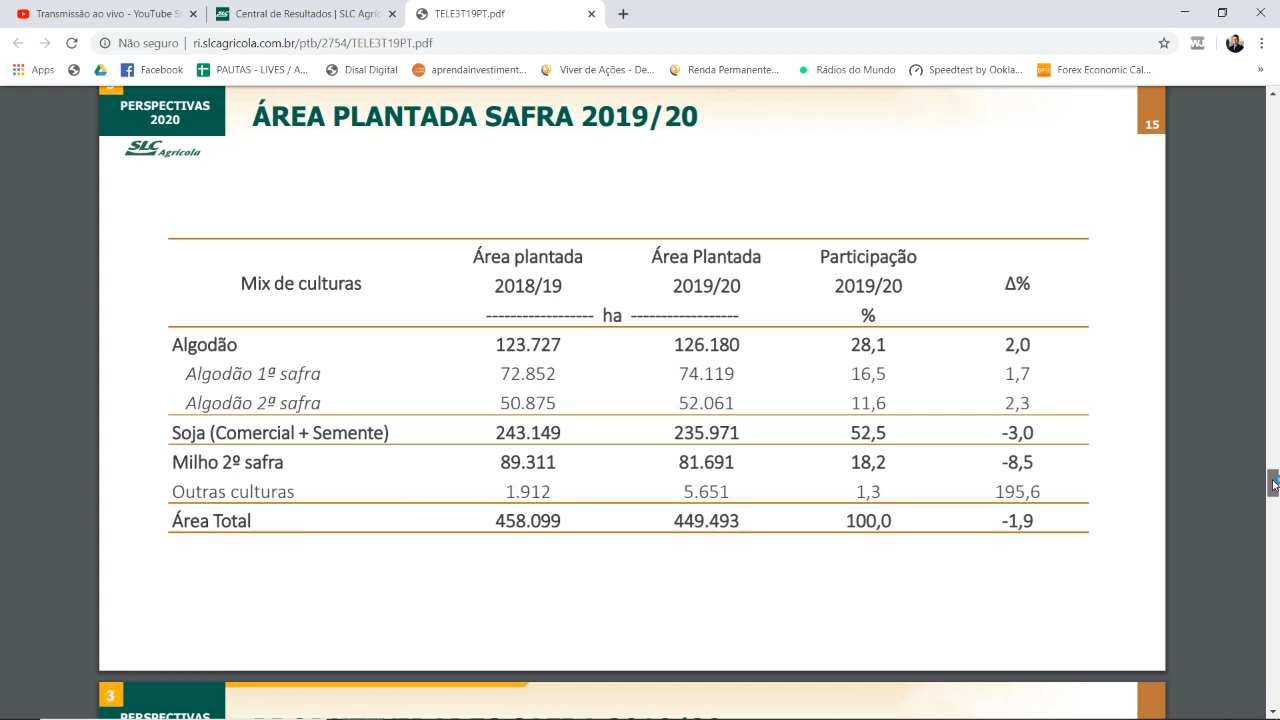 Transmissão ao vivo - YouTube S
Central de Resultados | SLC Agríc
TELE3T19PT.pdf
Não seguro | ri.slcagricola.com.br/ptb/2754/TELE3T19PT.pdf
Apps
Facebook
PAUTAS - LIVES / A...
Disal Digital
aprendainvestiment...
Viver de Ações - De...
Renda Permanente...
Rádios do Mundo
Speedtest by Ookla...
Forex Economic Cal...
»
3
PERSPECTIVAS
2020
ÁREA PLANTADA SAFRA 2019/20
15
SLC Agrícola
Mix de culturas
Área plantada
2018/19
Área Plantada
2019/20
Participação
2019/20
Δ%
------------------ ha ------------------ %
Algodão 123.727 126.180 28,1 2,0
Algodão 1ª safra 72.852 74.119 16,5 1,7
Algodão 2ª safra 50.875 52.061 11,6 2,3
Soja (Comercial + Semente) 243.149 235.971 52,5 -3,0
Milho 2º safra 89.311 81.691 18,2 -8,5
Outras culturas 1.912 5.651 1,3 195,6
Área Total 458.099 449.493 100,0 -1,9
3
PERSPECTIVAS